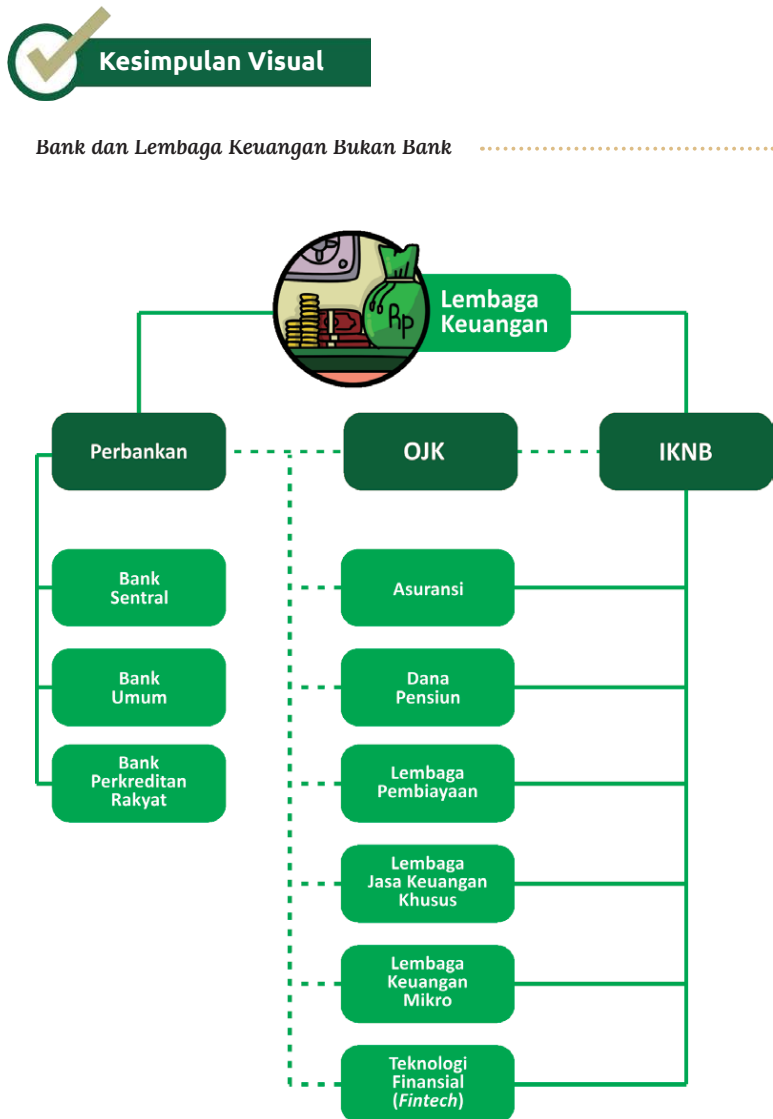 Kesimpulan Visual
Bank dan Lembaga Keuangan Bukan Bank
Rp
Lembaga
Keuangan
Perbankan
OJK
IKNB
Bank
Sentral
Bank
Umum
Bank
Perkreditan
Rakyat
Asuransi
Dana
Pensiun
Lembaga
Pembiayaan
Lembaga
Jasa Keuangan
Khusus
Lembaga
Keuangan
Mikro
Teknologi
Finansial
(Fintech)